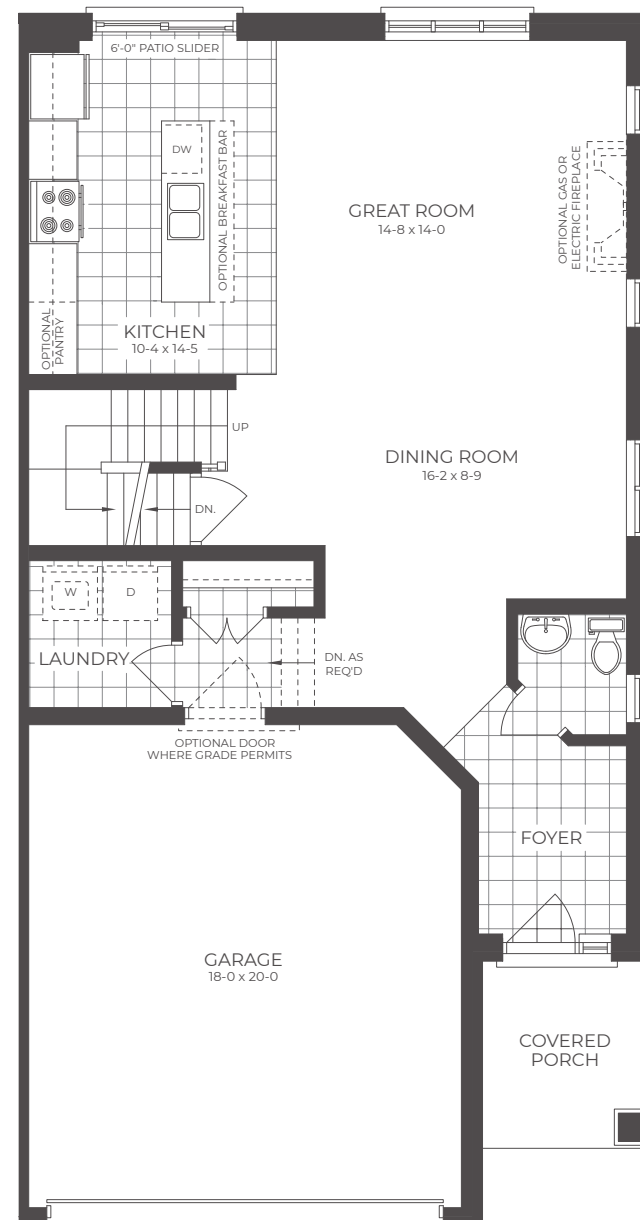 6'-0" PATIO SLIDER
DW
OPTIONAL BREAKFAST BAR
GREAT ROOM
14-8 x 14-0
OPTIONAL GAS OR
ELECTRIC FIREPLACE
KITCHEN
10-4 x 14-5
OPTIONAL
PANTRY
UP
DINING ROOM
16-2 x 8-9
DN.
W
D
LAUNDRY
DN. AS
REQ'D
OPTIONAL DOOR
WHERE GRADE PERMITS
FOYER
GARAGE
18-0 x 20-0
COVERED
PORCH